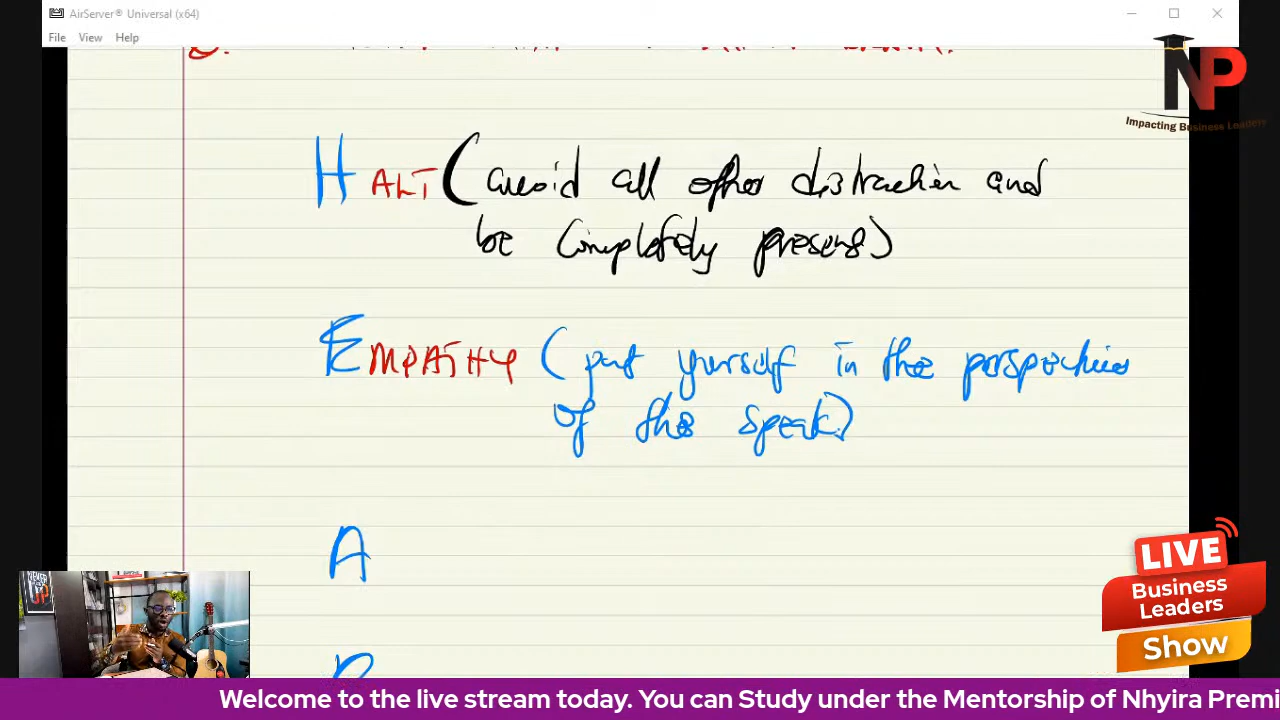 AirServer® Universal (x64)
File View Help
NP
Impacting Business Leaders
HALT (avoid all other distraction and
be completely present)
EMPATHY (put yourself in the perspective
of the speak)
A
LIVE
Business
Leaders
Show
Welcome to the live stream today. You can Study under the Mentorship of Nhyira Premi